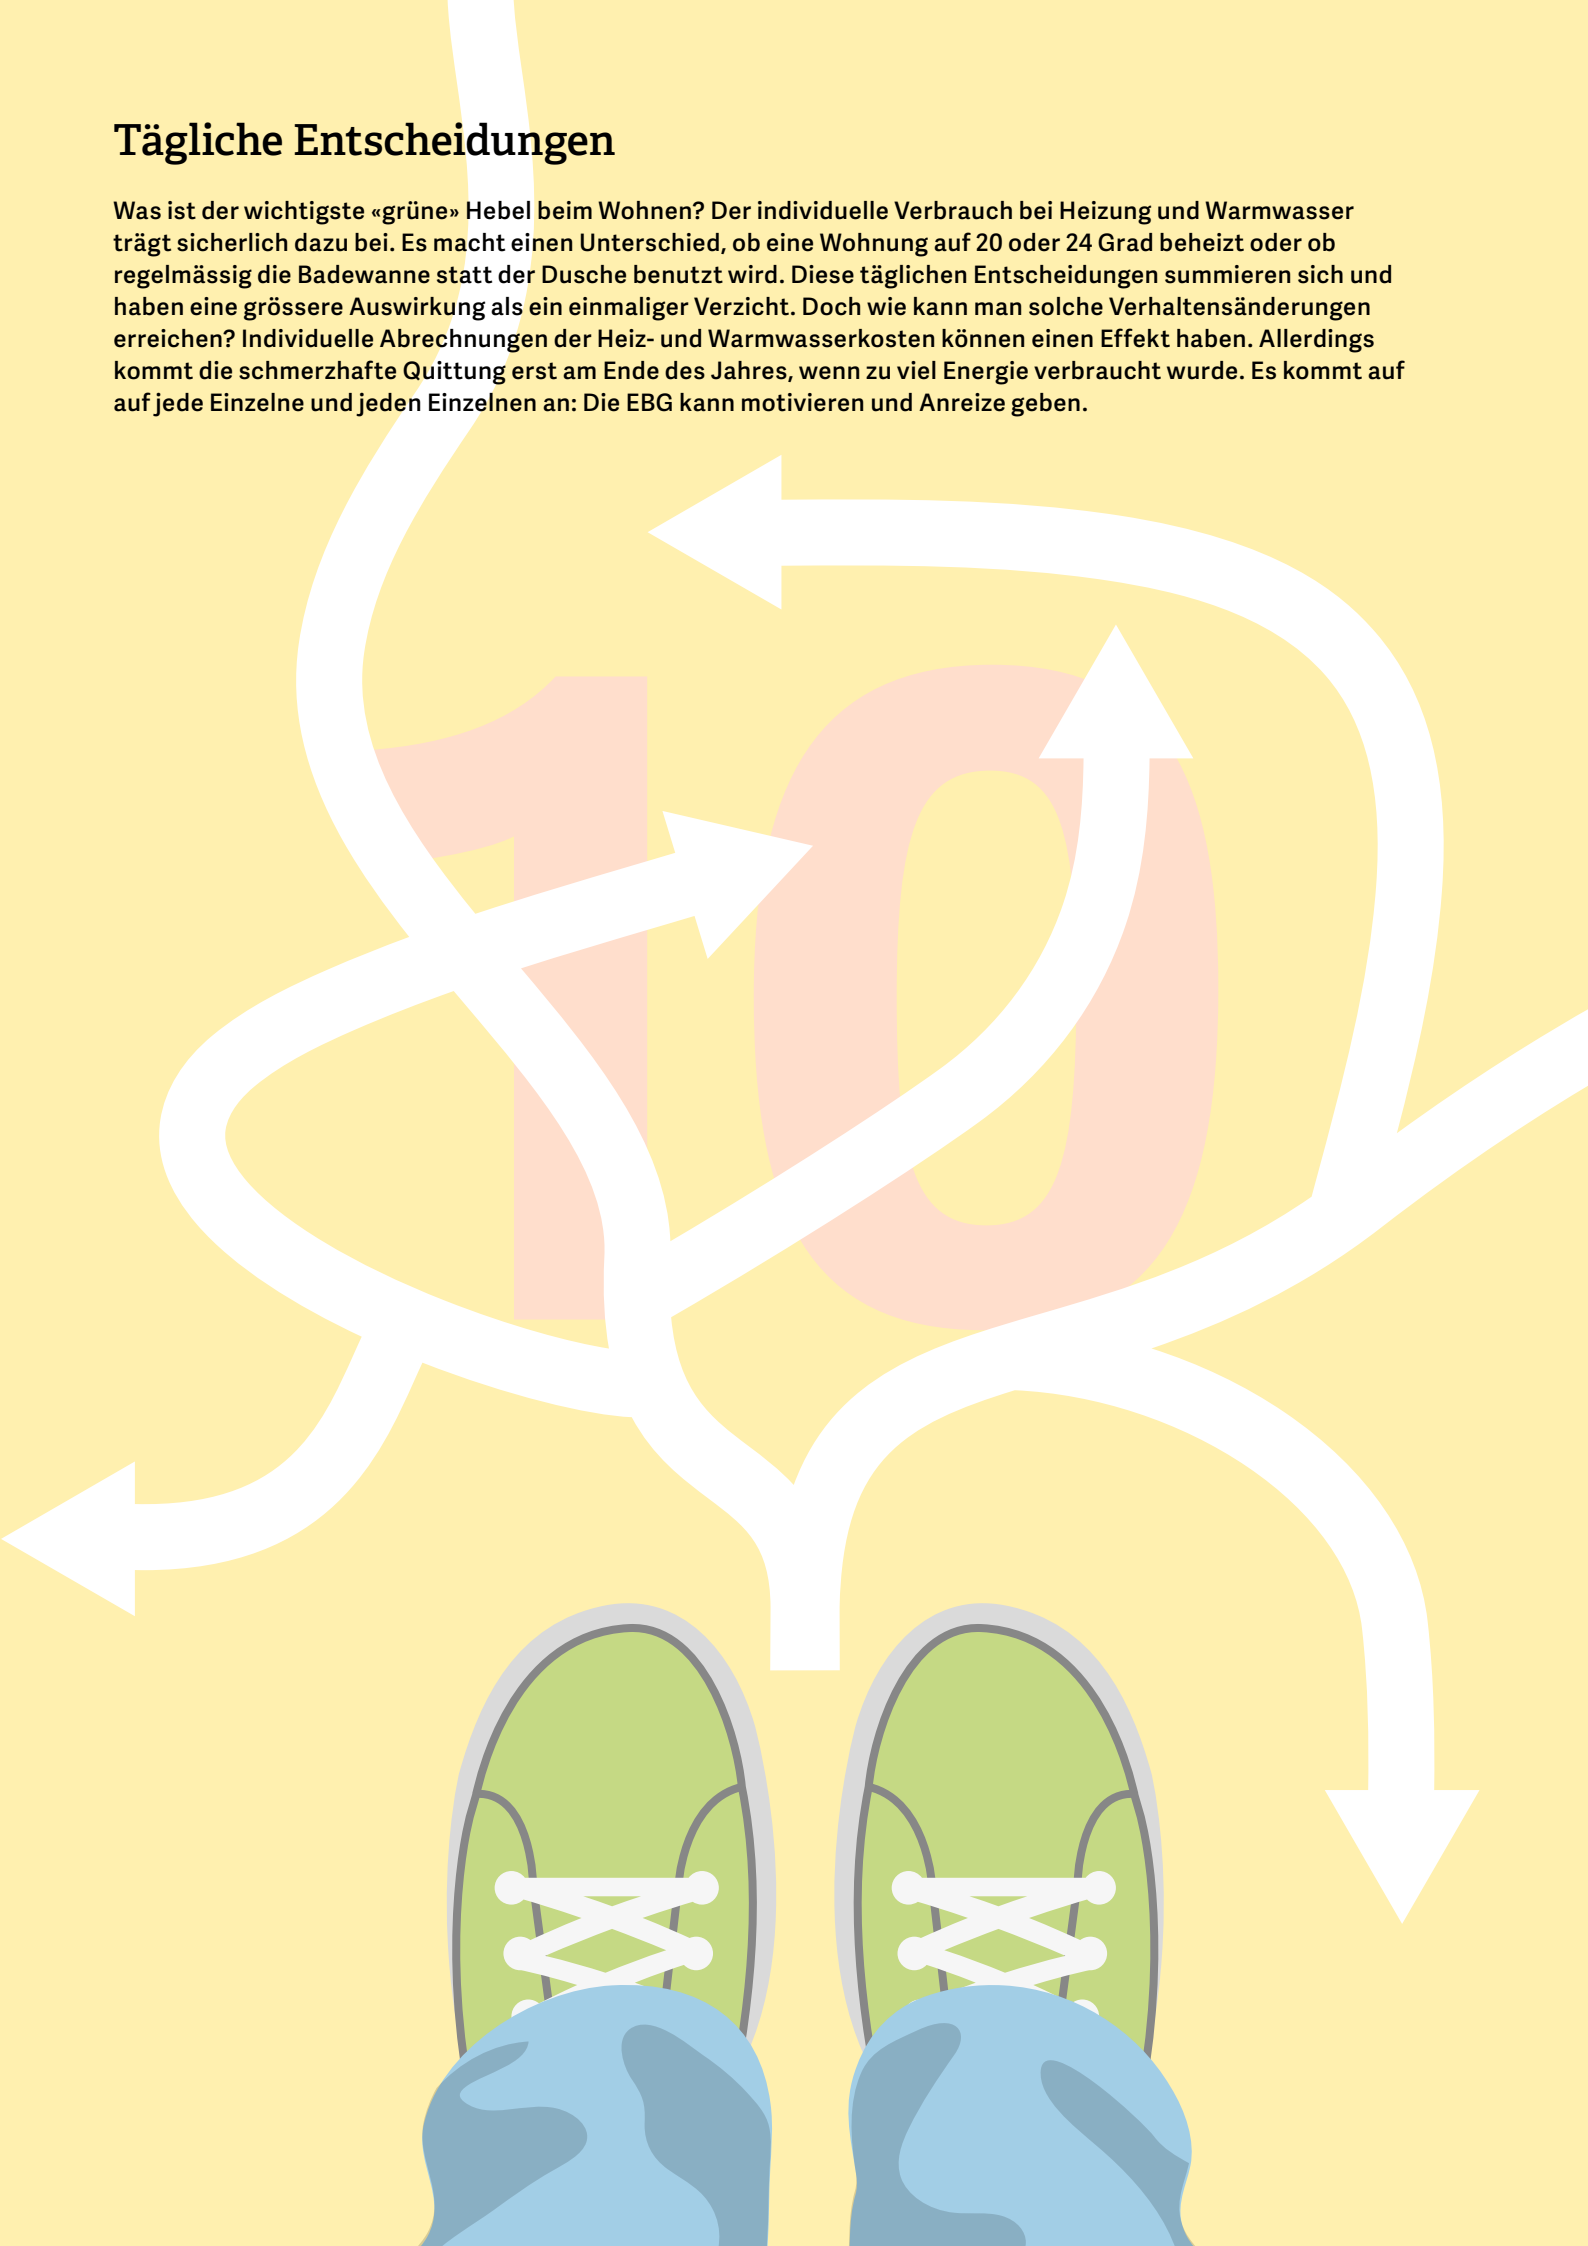 Tägliche Entscheidungen
Was ist der wichtigste «grüne» Hebel beim Wohnen? Der individuelle Verbrauch bei Heizung und Warmwasser
trägt sicherlich dazu bei. Es macht einen Unterschied, ob eine Wohnung auf 20 oder 24 Grad beheizt oder ob
regelmässig die Badewanne statt der Dusche benutzt wird. Diese täglichen Entscheidungen summieren sich und
haben eine grössere Auswirkung als ein einmaliger Verzicht. Doch wie kann man solche Verhaltensänderungen
erreichen? Individuelle Abrechnungen der Heiz- und Warmwasserkosten können einen Effekt haben. Allerdings
kommt die schmerzhafte Quittung erst am Ende des Jahres, wenn zu viel Energie verbraucht wurde. Es kommt auf
auf jede Einzelne und jeden Einzelnen an: Die EBG kann motivieren und Anreize geben.
10